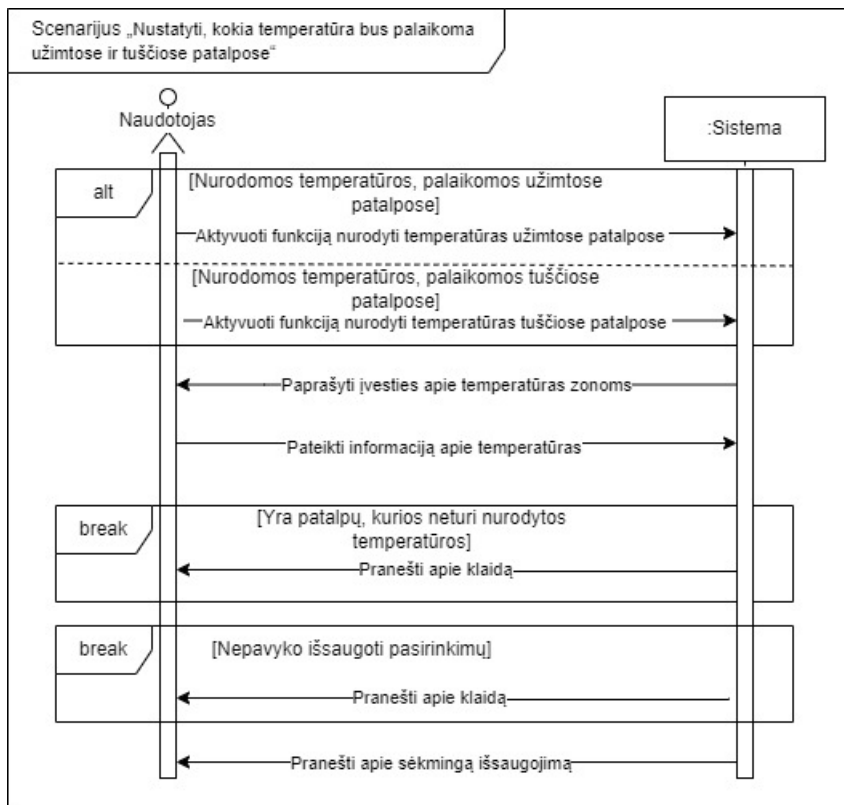 Scenarijus „Nustatyti, kokia temperatūra bus palaikoma
užimtose ir tuščiose patalpose“
Naudotojas
:Sistema
alt
[Nurodomos temperatūros, palaikomos užimtose
patalpose]
Aktyvuoti funkciją nurodyti temperatūras užimtose patalpose
[Nurodomos temperatūros, palaikomos tuščiose
patalpose]
Aktyvuoti funkciją nurodyti temperatūras tuščiose patalpose
Paprašyti įvesties apie temperatūras zonoms
Pateikti informaciją apie temperatūras
break
[Yra patalpų, kurios neturi nurodytos
temperatūros]
Pranešti apie klaidą
break
[Nepavyko išsaugoti pasirinkimų]
Pranešti apie klaidą
Pranešti apie sėkmingą išsaugojimą